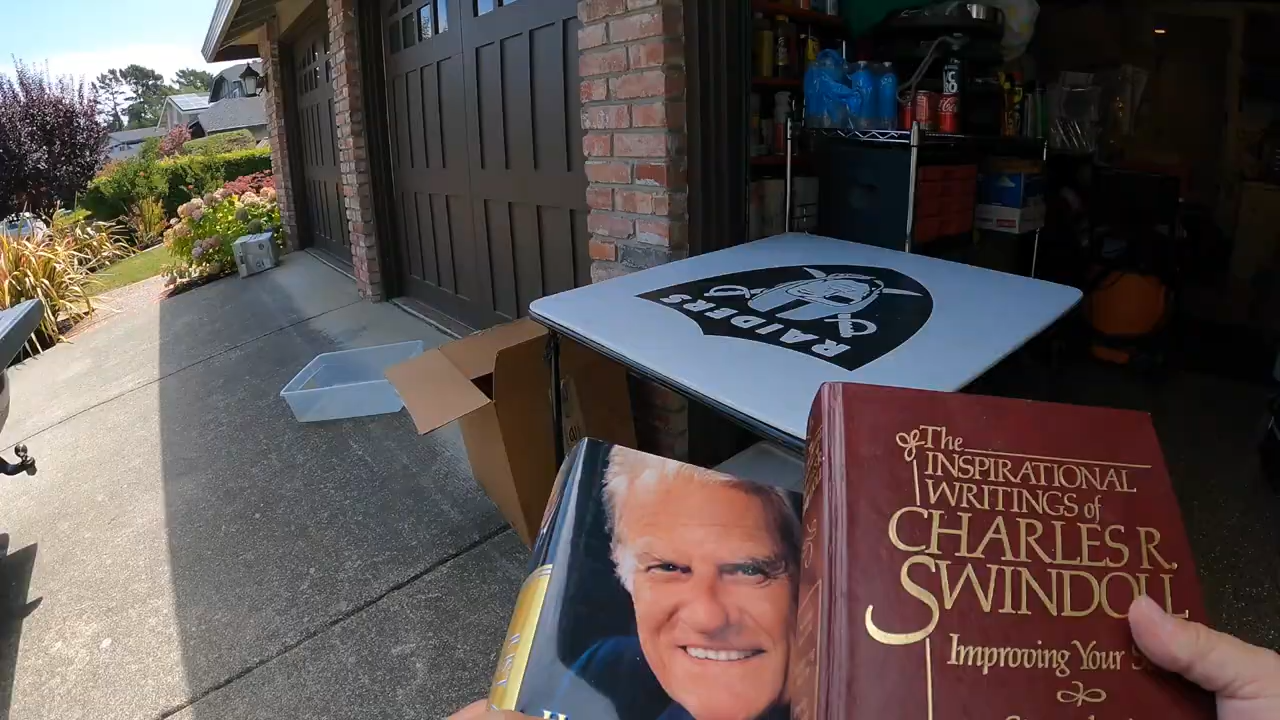 RAIDERS
The
INSPIRATIONAL
WRITINGS of
CHARLES R.
SWINDOLL
Improving Your